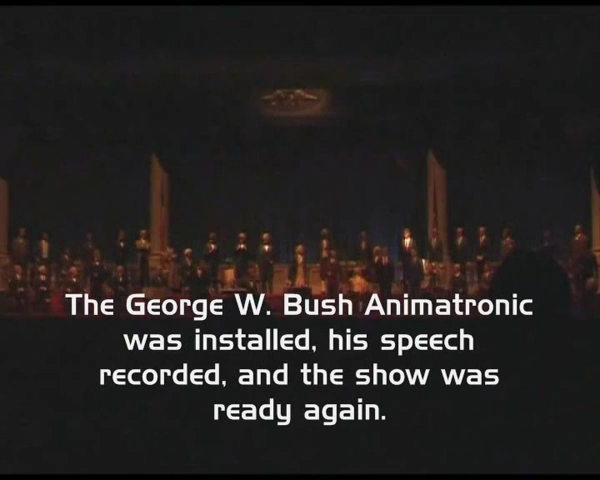 The George W. Bush Animatronic
was installed, his speech
recorded, and the show was
ready again.